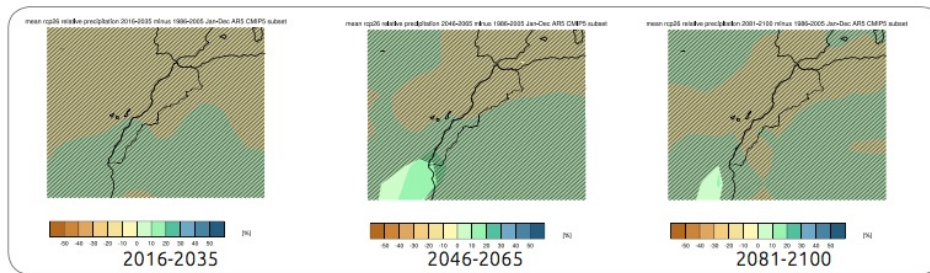 mean rcp26 relative precipitation 2016-2035 minus 1986-2005 Jan-Dec AR5 CMIP5 subset
mean rcp26 relative precipitation 2046-2065 minus 1986-2005 Jan-Dec AR5 CMIP5 subset
mean rcp26 relative precipitation 2081-2100 minus 1986-2005 Jan-Dec AR5 CMIP5 subset
-50 -40 -30 -20 -10 0 10 20 30 40 50 [%]
-50 -40 -30 -20 -10 0 10 20 30 40 50 [%]
-50 -40 -30 -20 -10 0 10 20 30 40 50 [%]
2016-2035
2046-2065
2081-2100